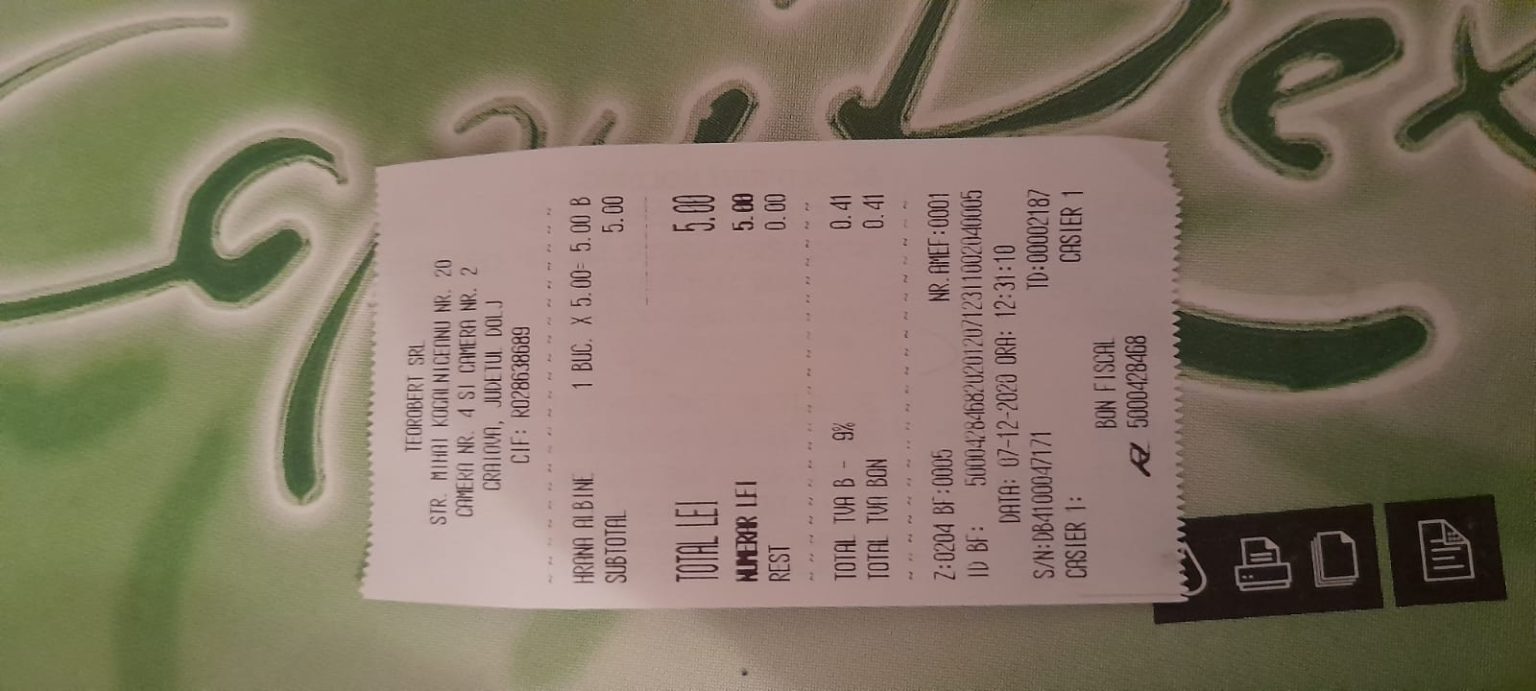 TEOROBERT SRL
STR. MIHAI KOGALNICEANU NR. 20
CAMERA NR. 4 SI CAMERA NR. 2
CRAIOVA, JUDETUL DOLJ
CIF: RO28638689
HRANA ALBINE 1 BUC. X 5.00= 5.00 B
SUBTOTAL 5.00
TOTAL LEI 5.00
NUMERAR LEI 5.00
REST 0.00
TOTAL TVA B - 9% 0.41
TOTAL TVA BON 0.41
Z:0204 BF:0005 NR.AMEF:0001
ID BF: 50004284682020120712311002040005
DATA: 07-12-2020 ORA: 12:31:10
S/N:DB4100047171 TD:00002187
CASIER 1: CASIER 1
BON FISCAL
5000428468